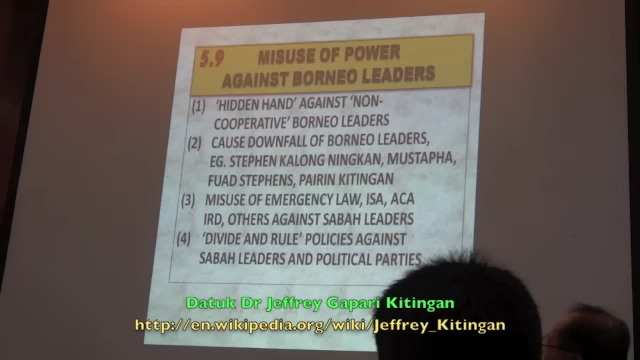 5.9 MISUSE OF POWER
AGAINST BORNEO LEADERS
(1) 'HIDDEN HAND' AGAINST 'NON-
COOPERATIVE' BORNEO LEADERS
(2) CAUSE DOWNFALL OF BORNEO LEADERS,
EG. STEPHEN KALONG NINGKAN, MUSTAPHA,
FUAD STEPHENS, PAIRIN KITINGAN
(3) MISUSE OF EMERGENCY LAW, ISA, ACA
IRD, OTHERS AGAINST SABAH LEADERS
(4) 'DIVIDE AND RULE' POLICIES AGAINST
SABAH LEADERS AND POLITICAL PARTIES
Datuk Dr Jeffrey Gapari Kitingan
http://en.wikipedia.org/wiki/Jeffrey_Kitingan